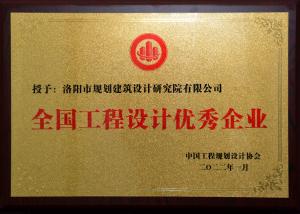 授予：洛阳市规划建筑设计研究院有限公司
全国工程设计优秀企业
中国工程规划设计协会
二〇二二年一月